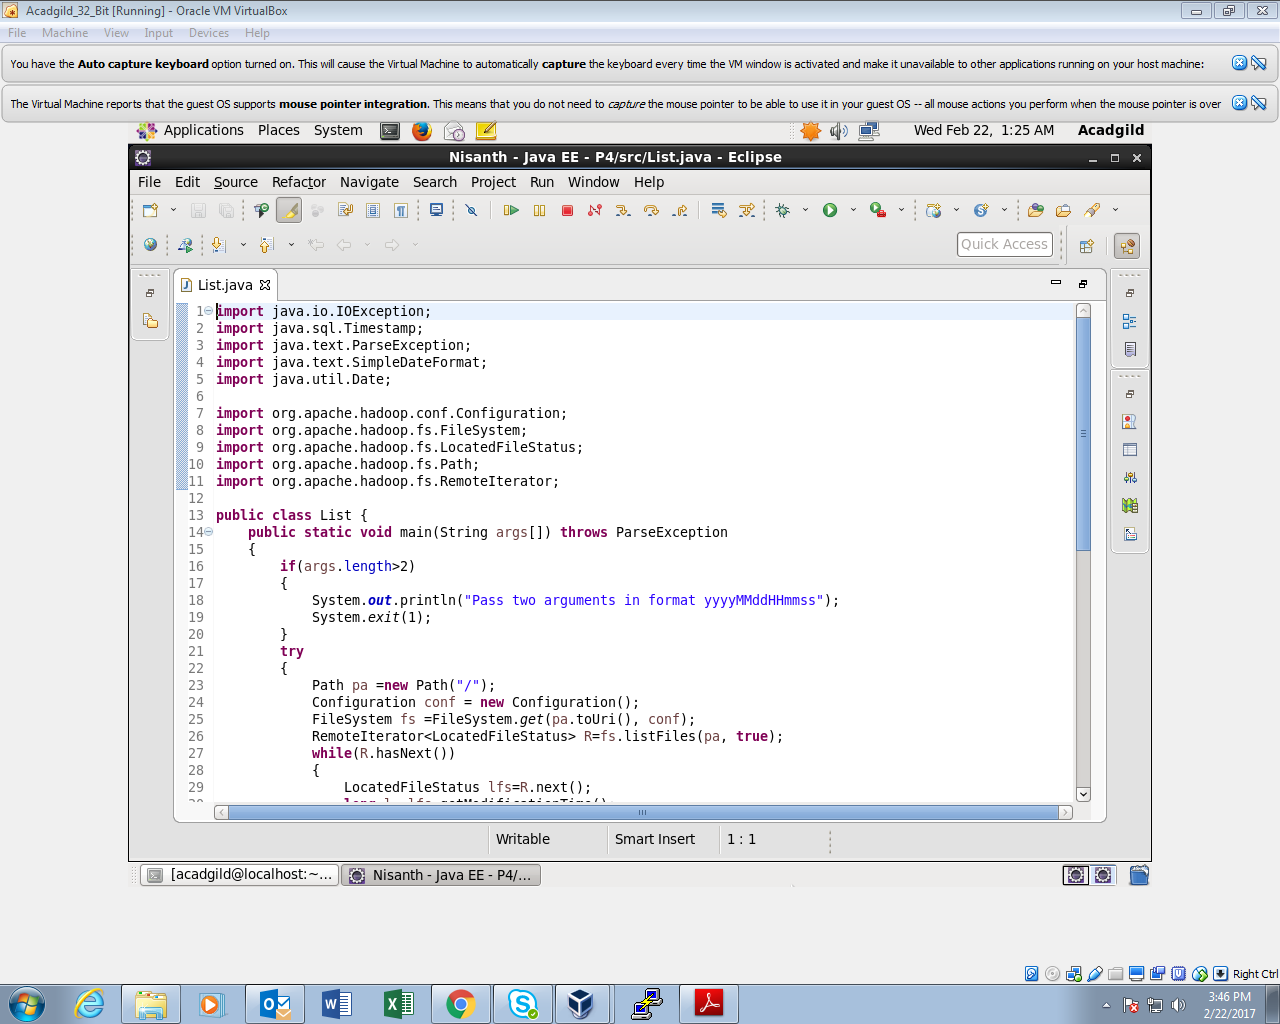 Acadgild_32_Bit [Running] - Oracle VM VirtualBox
File Machine View Input Devices Help
You have the Auto capture keyboard option turned on. This will cause the Virtual Machine to automatically capture the keyboard every time the VM window is activated and make it unavailable to other applications running on your host machine:
The Virtual Machine reports that the guest OS supports mouse pointer integration. This means that you do not need to capture the mouse pointer to be able to use it in your guest OS -- all mouse actions you perform when the mouse pointer is over
Applications Places System Wed Feb 22, 1:25 AM Acadgild
Nisanth - Java EE - P4/src/List.java - Eclipse
File Edit Source Refactor Navigate Search Project Run Window Help
Quick Access
List.java
1 import java.io.IOException;
2 import java.sql.Timestamp;
3 import java.text.ParseException;
4 import java.text.SimpleDateFormat;
5 import java.util.Date;
6
7 import org.apache.hadoop.conf.Configuration;
8 import org.apache.hadoop.fs.FileSystem;
9 import org.apache.hadoop.fs.LocatedFileStatus;
10 import org.apache.hadoop.fs.Path;
11 import org.apache.hadoop.fs.RemoteIterator;
12
13 public class List {
14 public static void main(String args[]) throws ParseException
15 {
16 if(args.length>2)
17 {
18 System.out.println("Pass two arguments in format yyyyMMddHHmmss");
19 System.exit(1);
20 }
21 try
22 {
23 Path pa =new Path("/");
24 Configuration conf = new Configuration();
25 FileSystem fs =FileSystem.get(pa.toUri(), conf);
26 RemoteIterator<LocatedFileStatus> R=fs.listFiles(pa, true);
27 while(R.hasNext())
28 {
29 LocatedFileStatus lfs=R.next();
Writable Smart Insert 1 : 1
[acadgild@localhost:~... Nisanth - Java EE - P4/...
Right Ctrl
3:46 PM
2/22/2017